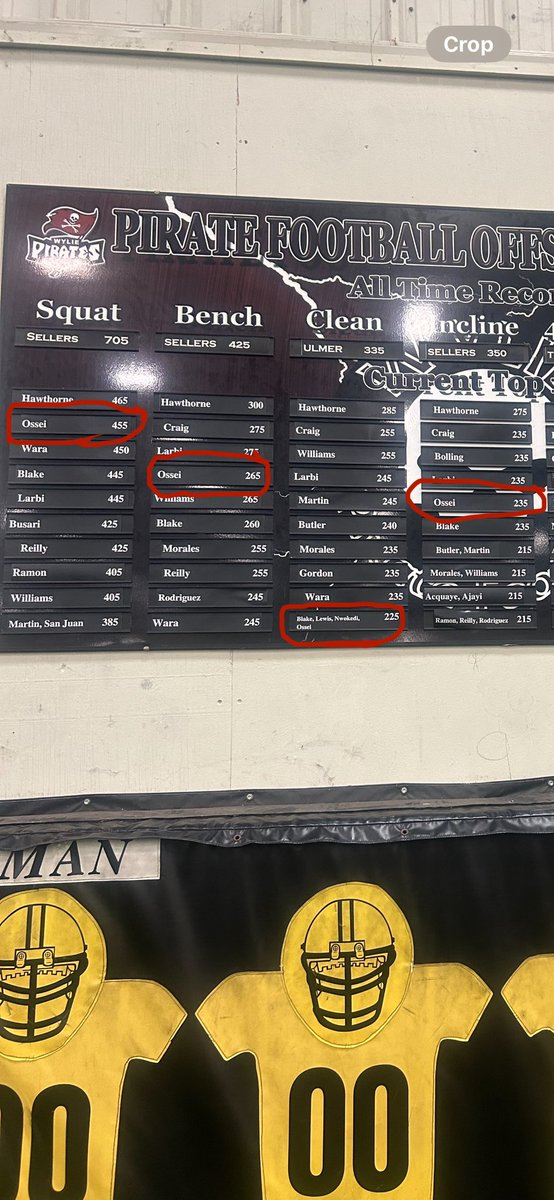 Crop
WYLIE
PIRATES
PIRATE FOOTBALL OFFS
All Time Reco
Squat
SELLERS 705
Bench
SELLERS 425
Clean
ULMER 335
Incline
SELLERS 350
Current Top
Hawthorne 465
Ossei 455
Wara 450
Blake 445
Larbi 445
Busari 425
Reilly 425
Ramon 405
Williams 405
Martin, San Juan 385
Hawthorne 300
Craig 275
Larbi 275
Ossei 265
Williams 265
Blake 260
Morales 255
Reilly 255
Rodriguez 245
Wara 245
Hawthorne 285
Craig 255
Williams 255
Larbi 245
Martin 245
Butler 240
Morales 235
Gordon 235
Wara 235
Blake, Lewis, Nwokedi, 225
Ossei
Hawthorne 275
Craig 235
Bolling 235
Larbi 235
Ossei 235
Blake 235
Butler, Martin 215
Morales, Williams 215
Acquaye, Ajayi 215
Ramon, Reilly, Rodriguez 215
MAN
00
00